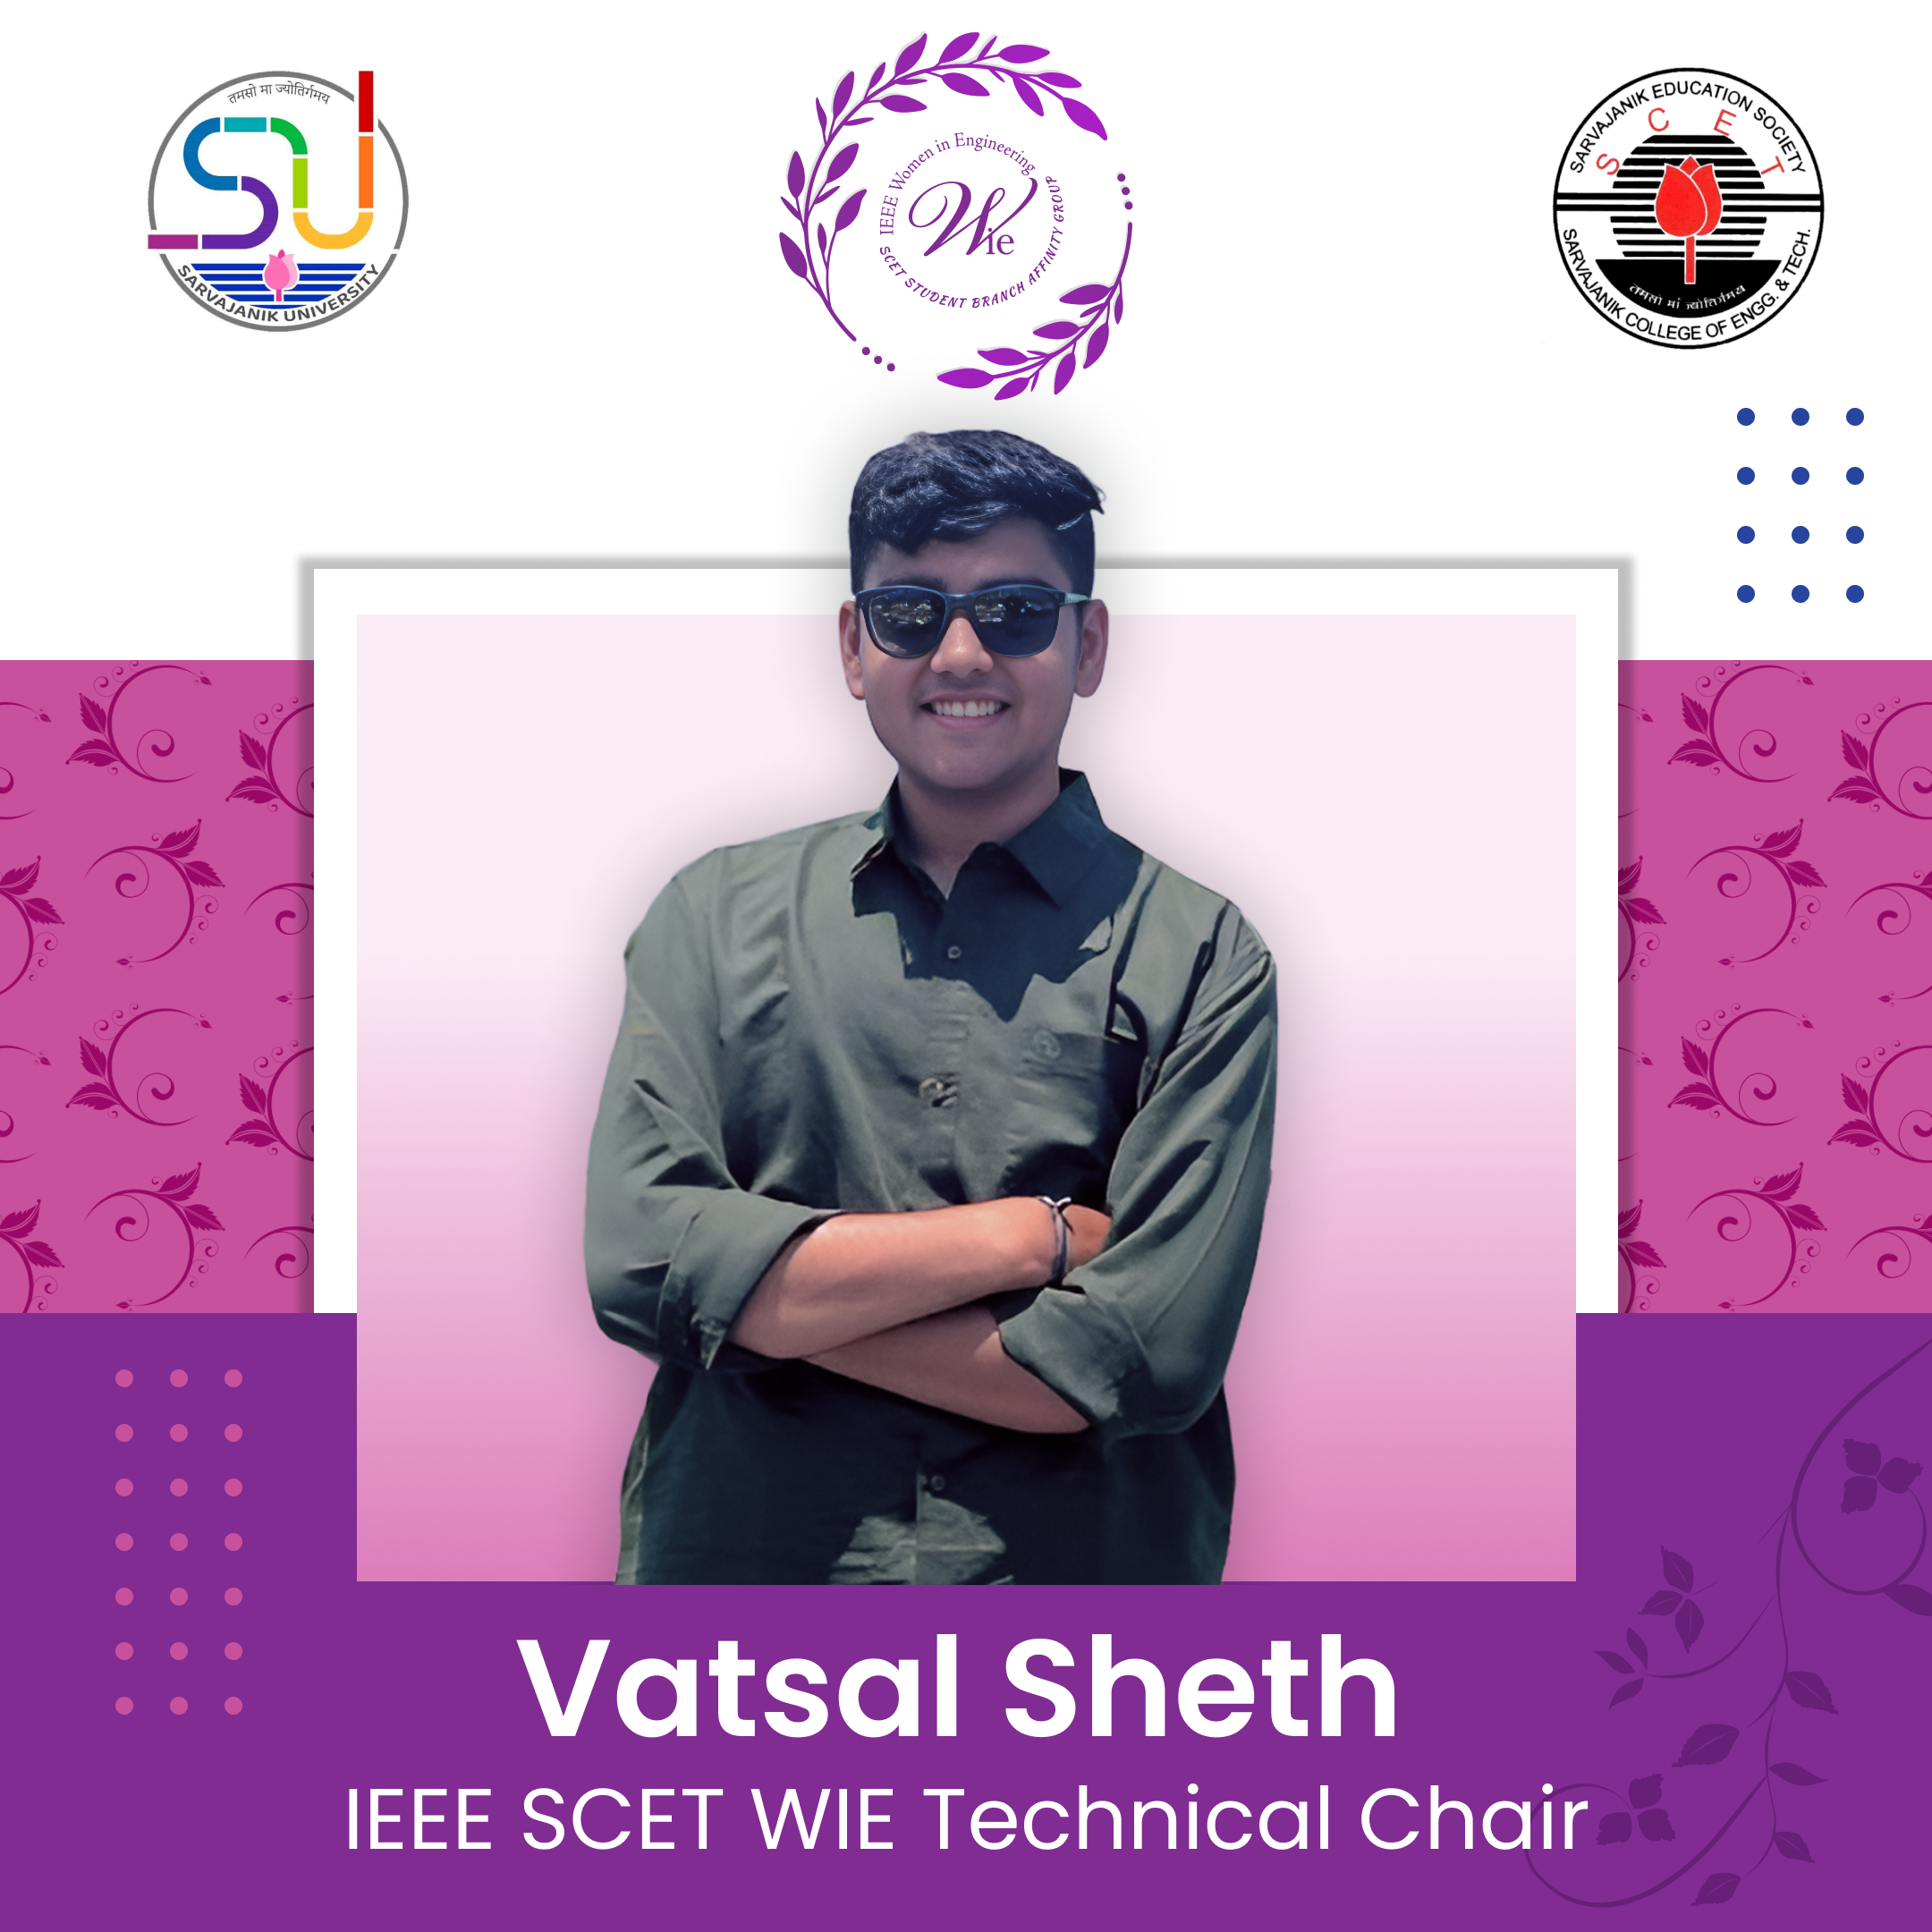 तमसो मा ज्योतिर्गमय
SU
SARVAJANIK UNIVERSITY
IEEE Women in Engineering
Wie
SCET STUDENT BRANCH AFFINITY GROUP
SARVAJANIK EDUCATION SOCIETY
S C E T
तमसो मां ज्योतिर्गमय
SARVAJANIK COLLEGE OF ENGG. & TECH.
Vatsal Sheth
IEEE SCET WIE Technical Chair